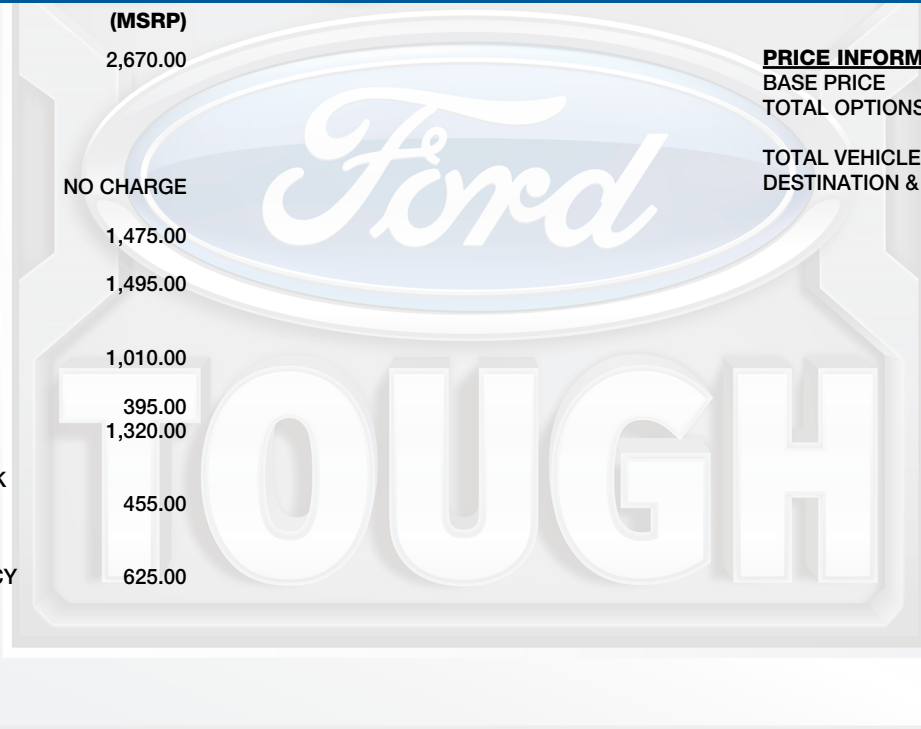 (MSRP)
2,670.00
NO CHARGE
1,475.00
1,495.00
1,010.00
395.00
1,320.00
K
455.00
CY
625.00
PRICE INFORM
BASE PRICE
TOTAL OPTIONS
TOTAL VEHICLE
DESTINATION &
Ford
TOUGH